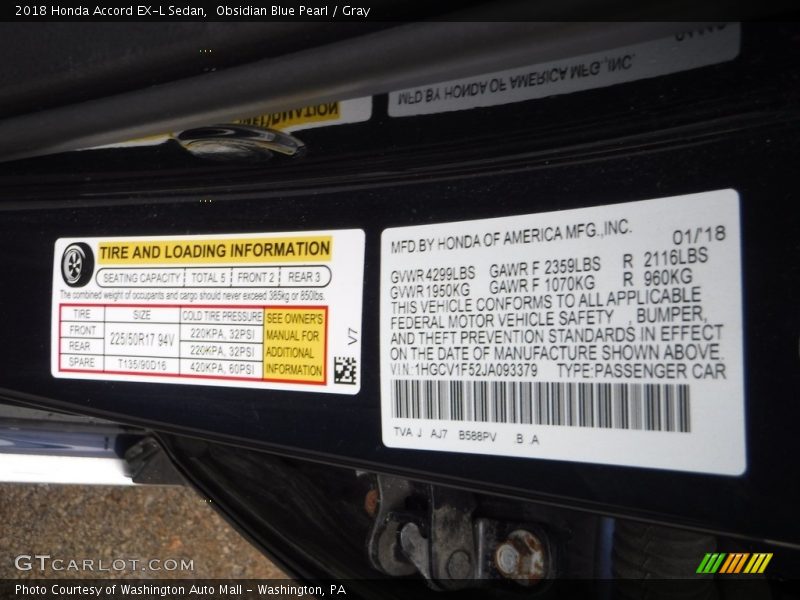 2018 Honda Accord EX-L Sedan,  Obsidian Blue Pearl / Gray
MFD BY HONDA OF AMERICA MFG.,INC.
TIRE AND LOADING INFORMATION
SEATING CAPACITY TOTAL 5 FRONT 2 REAR 3
The combined weight of occupants and cargo should never exceed 385kg or 850lbs.
TIRE SIZE COLD TIRE PRESSURE SEE OWNER'S
FRONT 225/50R17 94V 220KPA, 32PSI MANUAL FOR
REAR 220KPA, 32PSI ADDITIONAL
SPARE T135/90D16 420KPA, 60PSI INFORMATION
V7
MFD BY HONDA OF AMERICA MFG.,INC.
01/'18
GVWR 4299LBS GAWR F 2359LBS R 2116LBS
GVWR 1950KG GAWR F 1070KG R 960KG
THIS VEHICLE CONFORMS TO ALL APPLICABLE
FEDERAL MOTOR VEHICLE SAFETY , BUMPER,
AND THEFT PREVENTION STANDARDS IN EFFECT
ON THE DATE OF MANUFACTURE SHOWN ABOVE.
VIN:1HGCV1F52JA093379 TYPE:PASSENGER CAR
TVA J AJ7 B588PV .B .A
GTCARLOT.COM
Photo Courtesy of Washington Auto Mall - Washington, PA